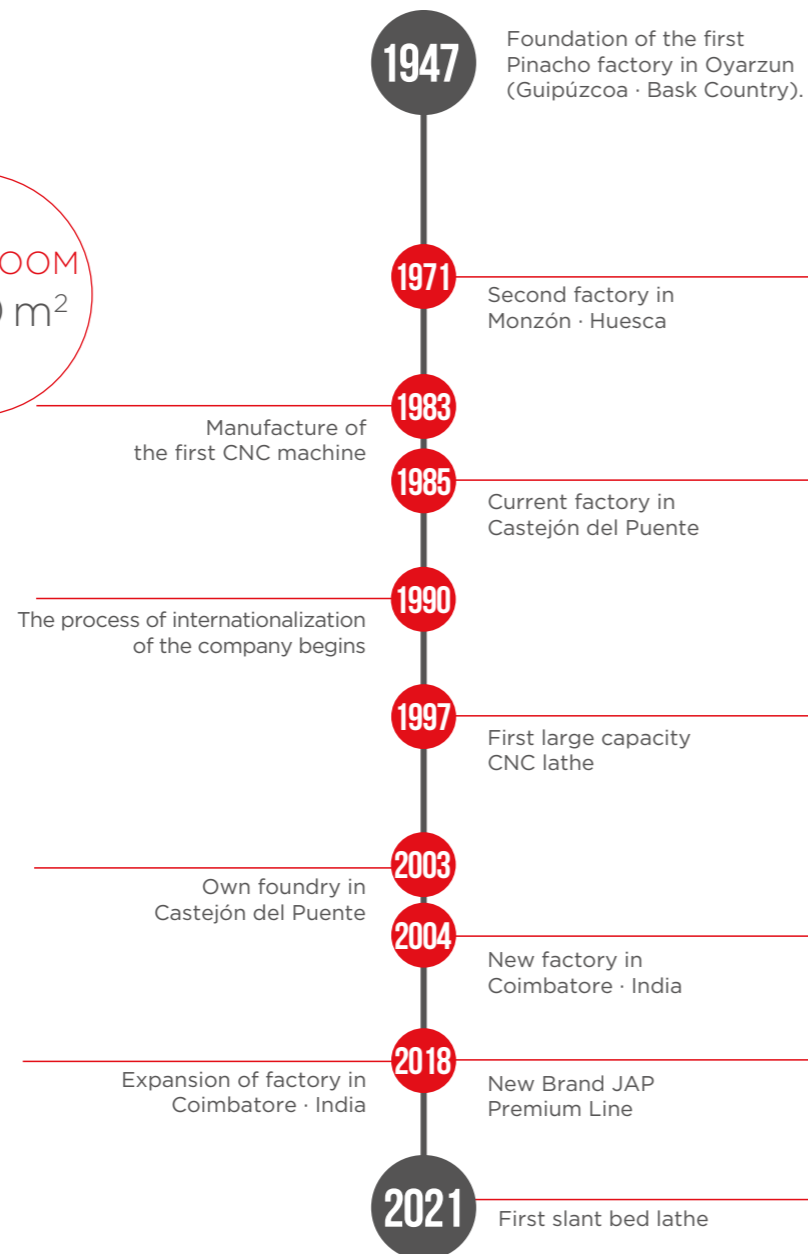 1947
Foundation of the first
Pinacho factory in Oyarzun
(Guipúzcoa · Bask Country).
OOM
m²
1971
Second factory in
Monzón · Huesca
1983
Manufacture of
the first CNC machine
1985
Current factory in
Castejón del Puente
1990
The process of internationalization
of the company begins
1997
First large capacity
CNC lathe
2003
Own foundry in
Castejón del Puente
2004
New factory in
Coimbatore · India
2018
Expansion of factory in
Coimbatore · India
New Brand JAP
Premium Line
2021
First slant bed lathe